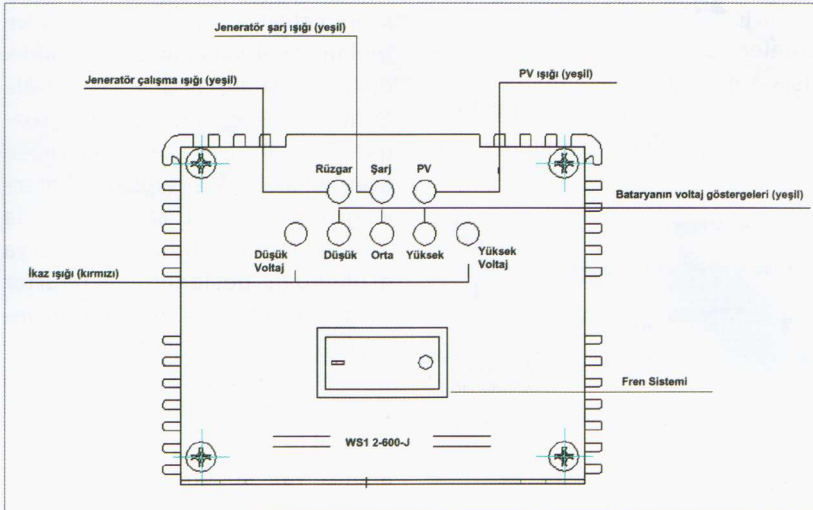 Jeneratör şarj ışığı (yeşil)
Jeneratör çalışma ışığı (yeşil)
PV ışığı (yeşil)
Rüzgar Şarj PV
Bataryanın voltaj göstergeleri (yeşil)
Düşük Voltaj
Düşük Orta Yüksek
Yüksek Voltaj
İkaz ışığı (kırmızı)
Fren Sistemi
WS1 2-600-J